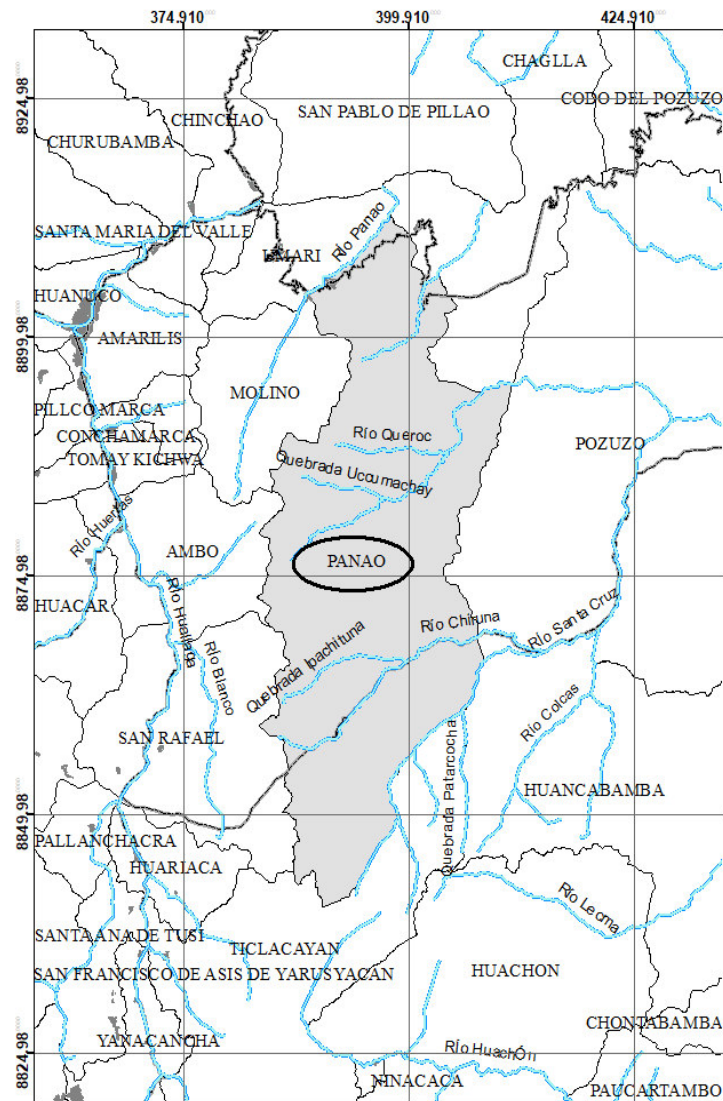 374.910 399.910 424.910
CHAGLLA
8924,98
CODO DEL POZUZO
SAN PABLO DE PILLAO
CHINCHAO
CHURUBAMBA
Río Panao
SANTA MARIA DEL VALLE
UMARI
HUANUCO
8899,98
AMARILIS
MOLINO
PILLCO MARCA
CONCHAMARCA
Río Queroc
POZUZO
TOMAY KICHWA
Quebrada Ucumachay
Río Huertas
AMBO
PANAO
8874,98
HUACAR
Río Huallaga
Río Blanco
Quebrada Ipachituna
Río Chituna
Río Santa Cruz
Río Colcas
SAN RAFAEL
Quebrada Patarcocha
HUANCABAMBA
8849,98
PALLANCHACRA
HUARIACA
Río Lecma
SANTA ANA DE TUSI
TICLACAYAN
SAN FRANCISCO DE ASIS DE YARUSYACAN
HUACHON
CHONTABAMBA
YANACANCHA
8824,98
Río Huachón
NINACACA
PAUCARTAMBO